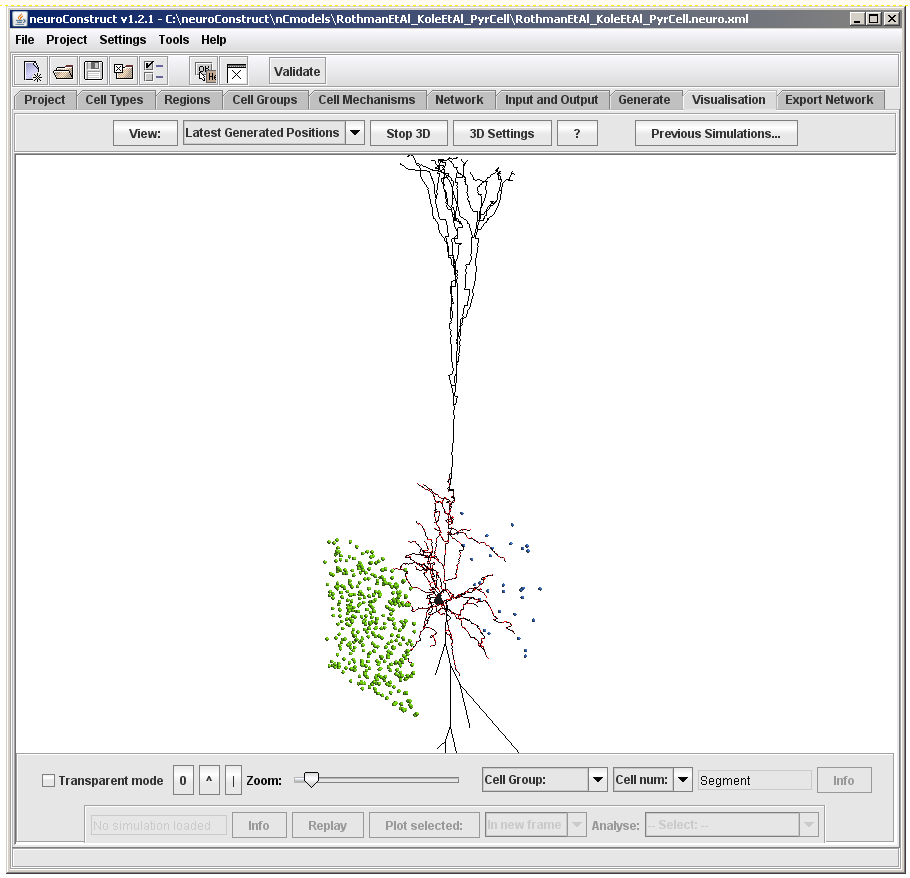 neuroConstruct v1.2.1 - C:\neuroConstruct\nCmodels\RothmanEtAl_KoleEtAl_PyrCell\RothmanEtAl_KoleEtAl_PyrCell.neuro.xml
File Project Settings Tools Help
Validate
Project Cell Types Regions Cell Groups Cell Mechanisms Network Input and Output Generate Visualisation Export Network
View: Latest Generated Positions Stop 3D 3D Settings ? Previous Simulations...
Transparent mode 0 ^ | Zoom: Cell Group: Cell num: Segment Info
No simulation loaded Info Replay Plot selected: In new frame Analyse: -- Select: --